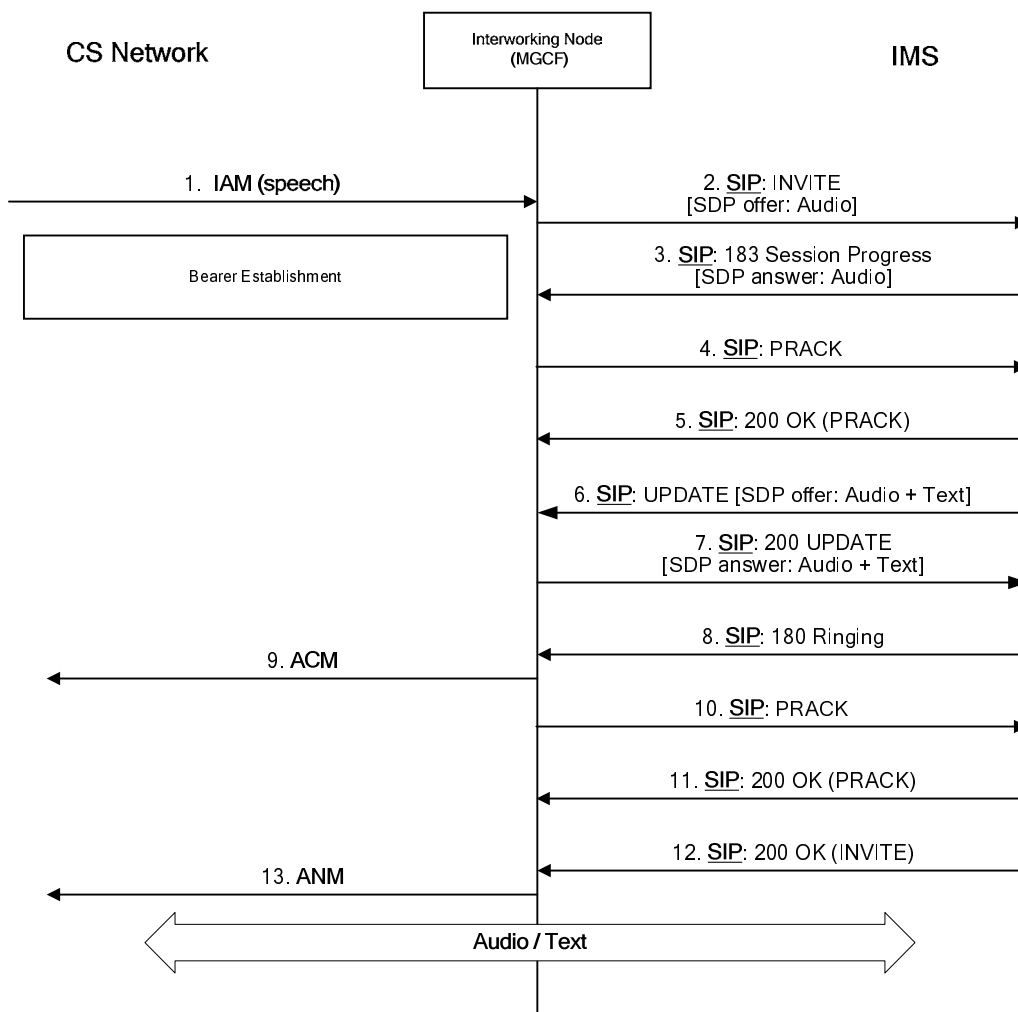 CS Network
Interworking Node
(MGCF)
IMS
1. IAM (speech)
2. SIP: INVITE
[SDP offer: Audio]
Bearer Establishment
3. SIP: 183 Session Progress
[SDP answer: Audio]
4. SIP: PRACK
5. SIP: 200 OK (PRACK)
6. SIP: UPDATE [SDP offer: Audio + Text]
7. SIP: 200 UPDATE
[SDP answer: Audio + Text]
8. SIP: 180 Ringing
9. ACM
10. SIP: PRACK
11. SIP: 200 OK (PRACK)
12. SIP: 200 OK (INVITE)
13. ANM
Audio / Text